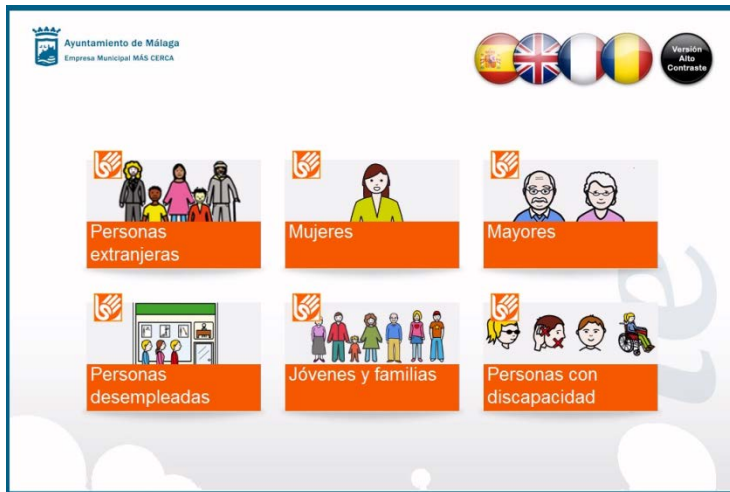 Ayuntamiento de Málaga
Empresa Municipal MÁS CERCA
Versión
Alto
Contraste
Personas
extranjeras
Mujeres
Mayores
Personas
desempleadas
Jóvenes y familias
Personas con
discapacidad